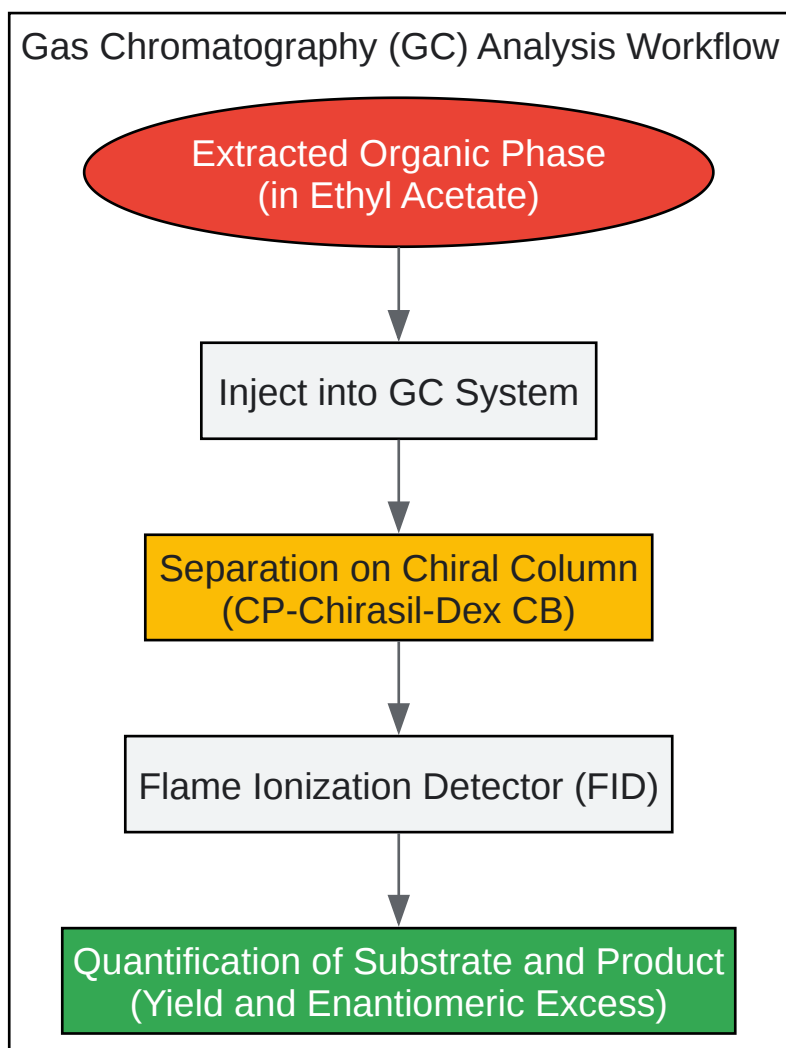 Gas Chromatography (GC) Analysis Workflow
Extracted Organic Phase
(in Ethyl Acetate)
Inject into GC System
Separation on Chiral Column
(CP-Chirasil-Dex CB)
Flame Ionization Detector (FID)
Quantification of Substrate and Product
(Yield and Enantiomeric Excess)